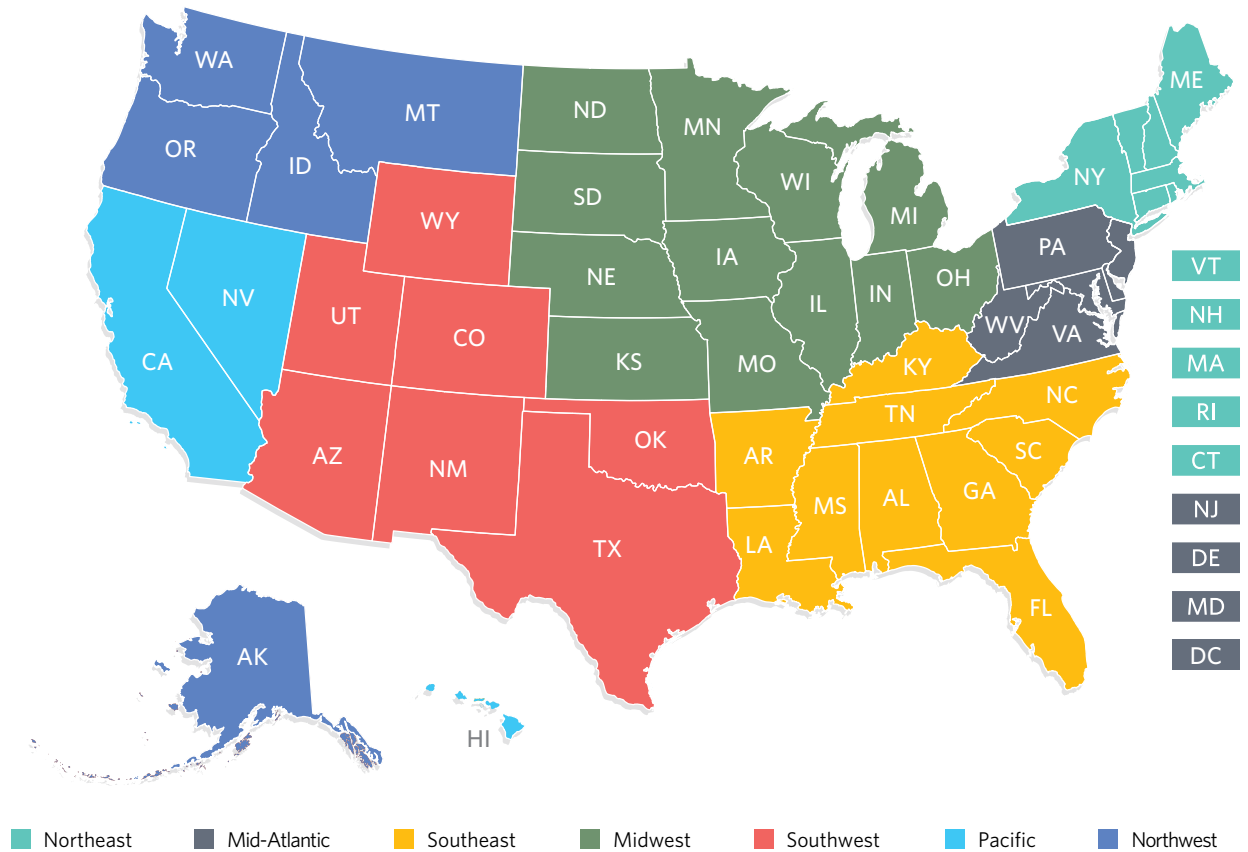 WA
MT
ND
MN
ME
OR
ID
SD
WI
MI
NY
WY
NE
IA
PA
VT
NV
UT
CO
IL
IN
OH
NH
WV
VA
CA
KS
MO
KY
MA
NC
RI
AZ
NM
OK
AR
TN
SC
CT
MS
AL
GA
NJ
TX
LA
DE
FL
MD
AK
DC
HI
Northeast
Mid-Atlantic
Southeast
Midwest
Southwest
Pacific
Northwest